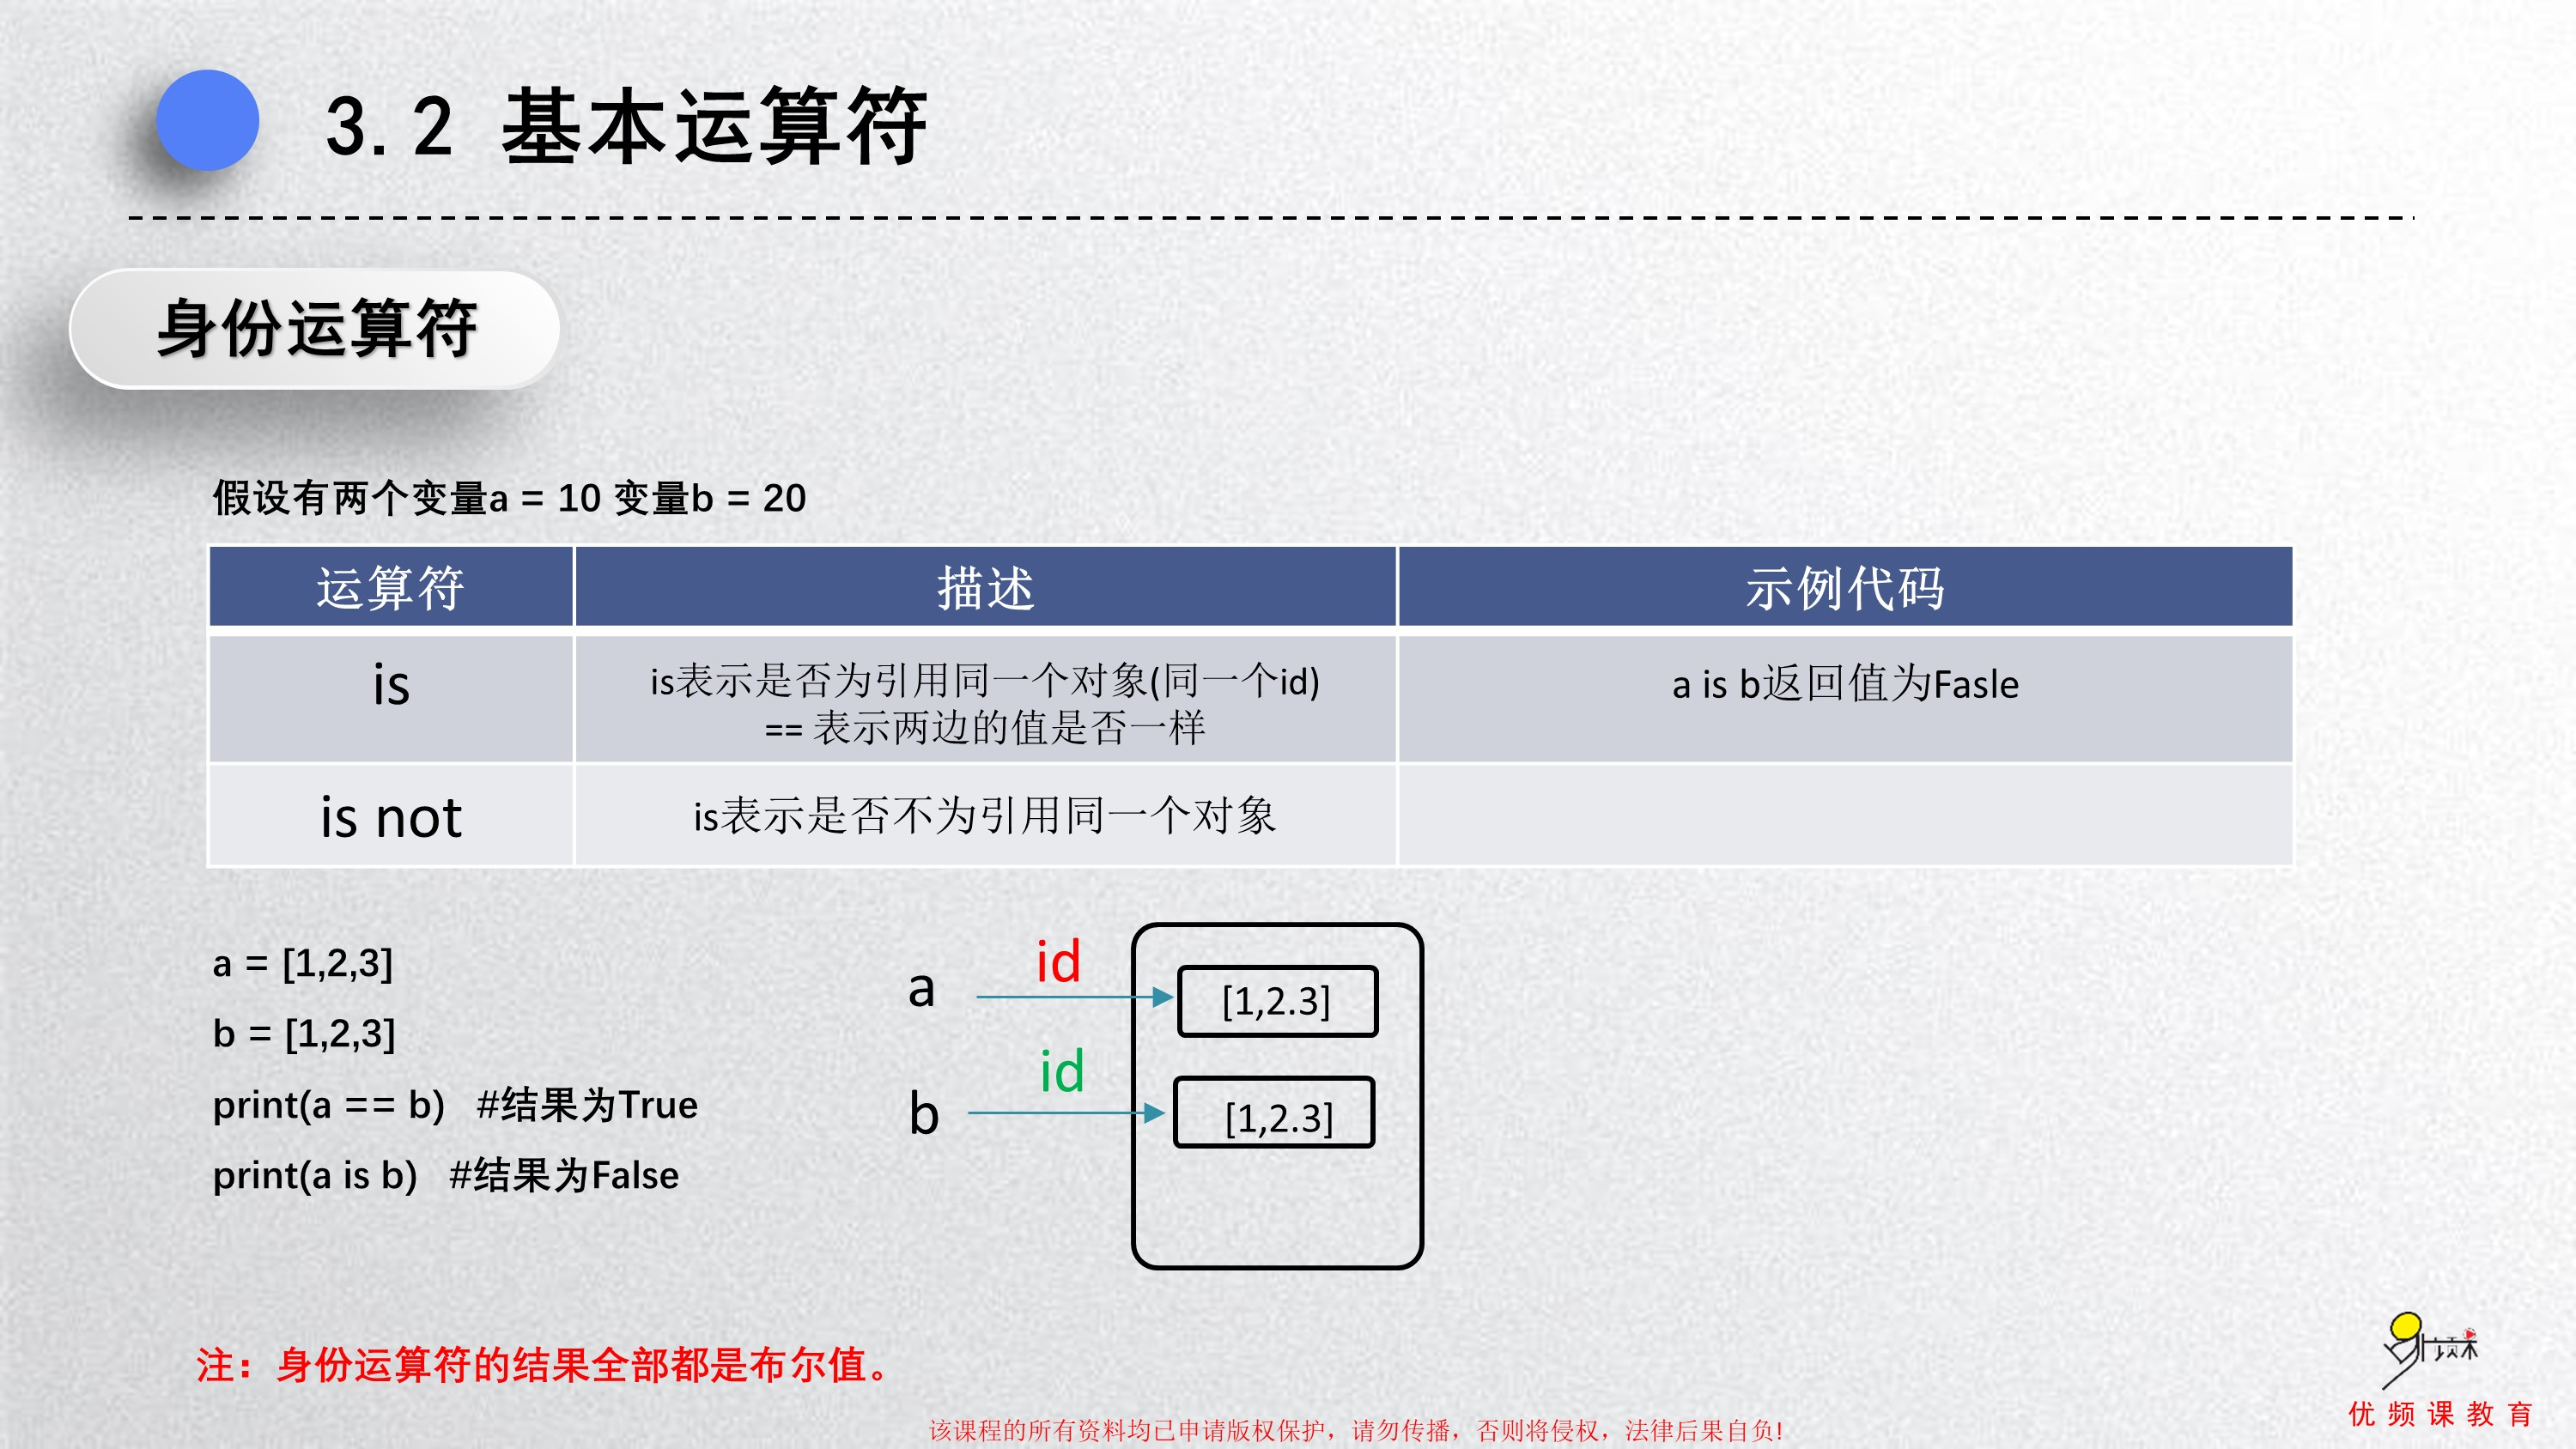 3.2 基本运算符
身份运算符
假设有两个变量a = 10 变量b = 20
运算符 描述 示例代码
is is表示是否为引用同一个对象(同一个id) a is b返回值为Fasle
== 表示两边的值是否一样
is not is表示是否不为引用同一个对象
a = [1,2,3]
b = [1,2,3]
print(a == b) #结果为True
print(a is b) #结果为False
a id [1,2.3]
b id [1,2.3]
注：身份运算符的结果全部都是布尔值。
优频课教育
该课程的所有资料均已申请版权保护，请勿传播，否则将侵权，法律后果自负!